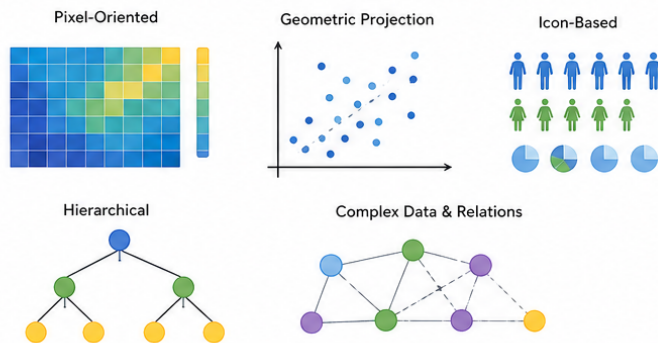 Pixel-Oriented
Geometric Projection
Icon-Based
Hierarchical
Complex Data & Relations